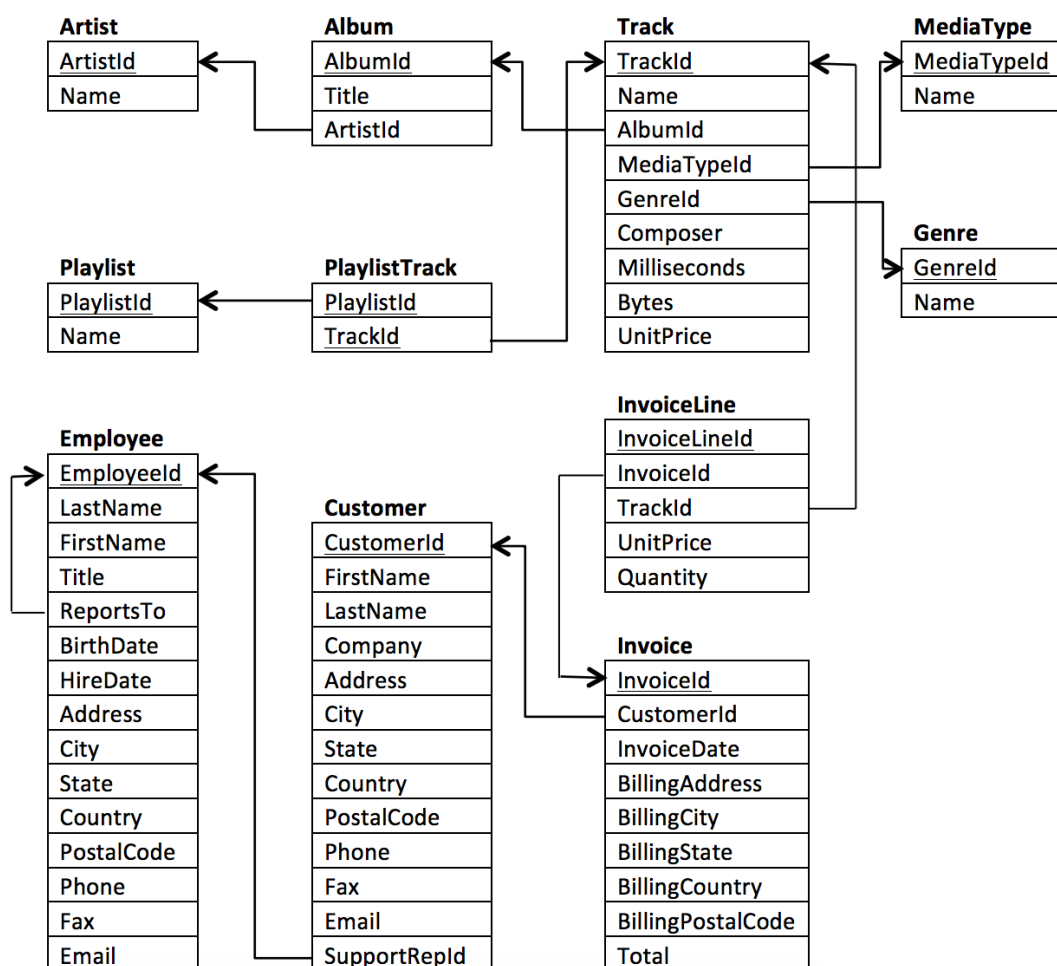 Artist
ArtistId
Name
Album
AlbumId
Title
ArtistId
Track
TrackId
Name
AlbumId
MediaTypeId
GenreId
Composer
Milliseconds
Bytes
UnitPrice
MediaType
MediaTypeId
Name
Genre
GenreId
Name
Playlist
PlaylistId
Name
PlaylistTrack
PlaylistId
TrackId
Employee
EmployeeId
LastName
FirstName
Title
ReportsTo
BirthDate
HireDate
Address
City
State
Country
PostalCode
Phone
Fax
Email
Customer
CustomerId
FirstName
LastName
Company
Address
City
State
Country
PostalCode
Phone
Fax
Email
SupportRepId
InvoiceLine
InvoiceLineId
InvoiceId
TrackId
UnitPrice
Quantity
Invoice
InvoiceId
CustomerId
InvoiceDate
BillingAddress
BillingCity
BillingState
BillingCountry
BillingPostalCode
Total